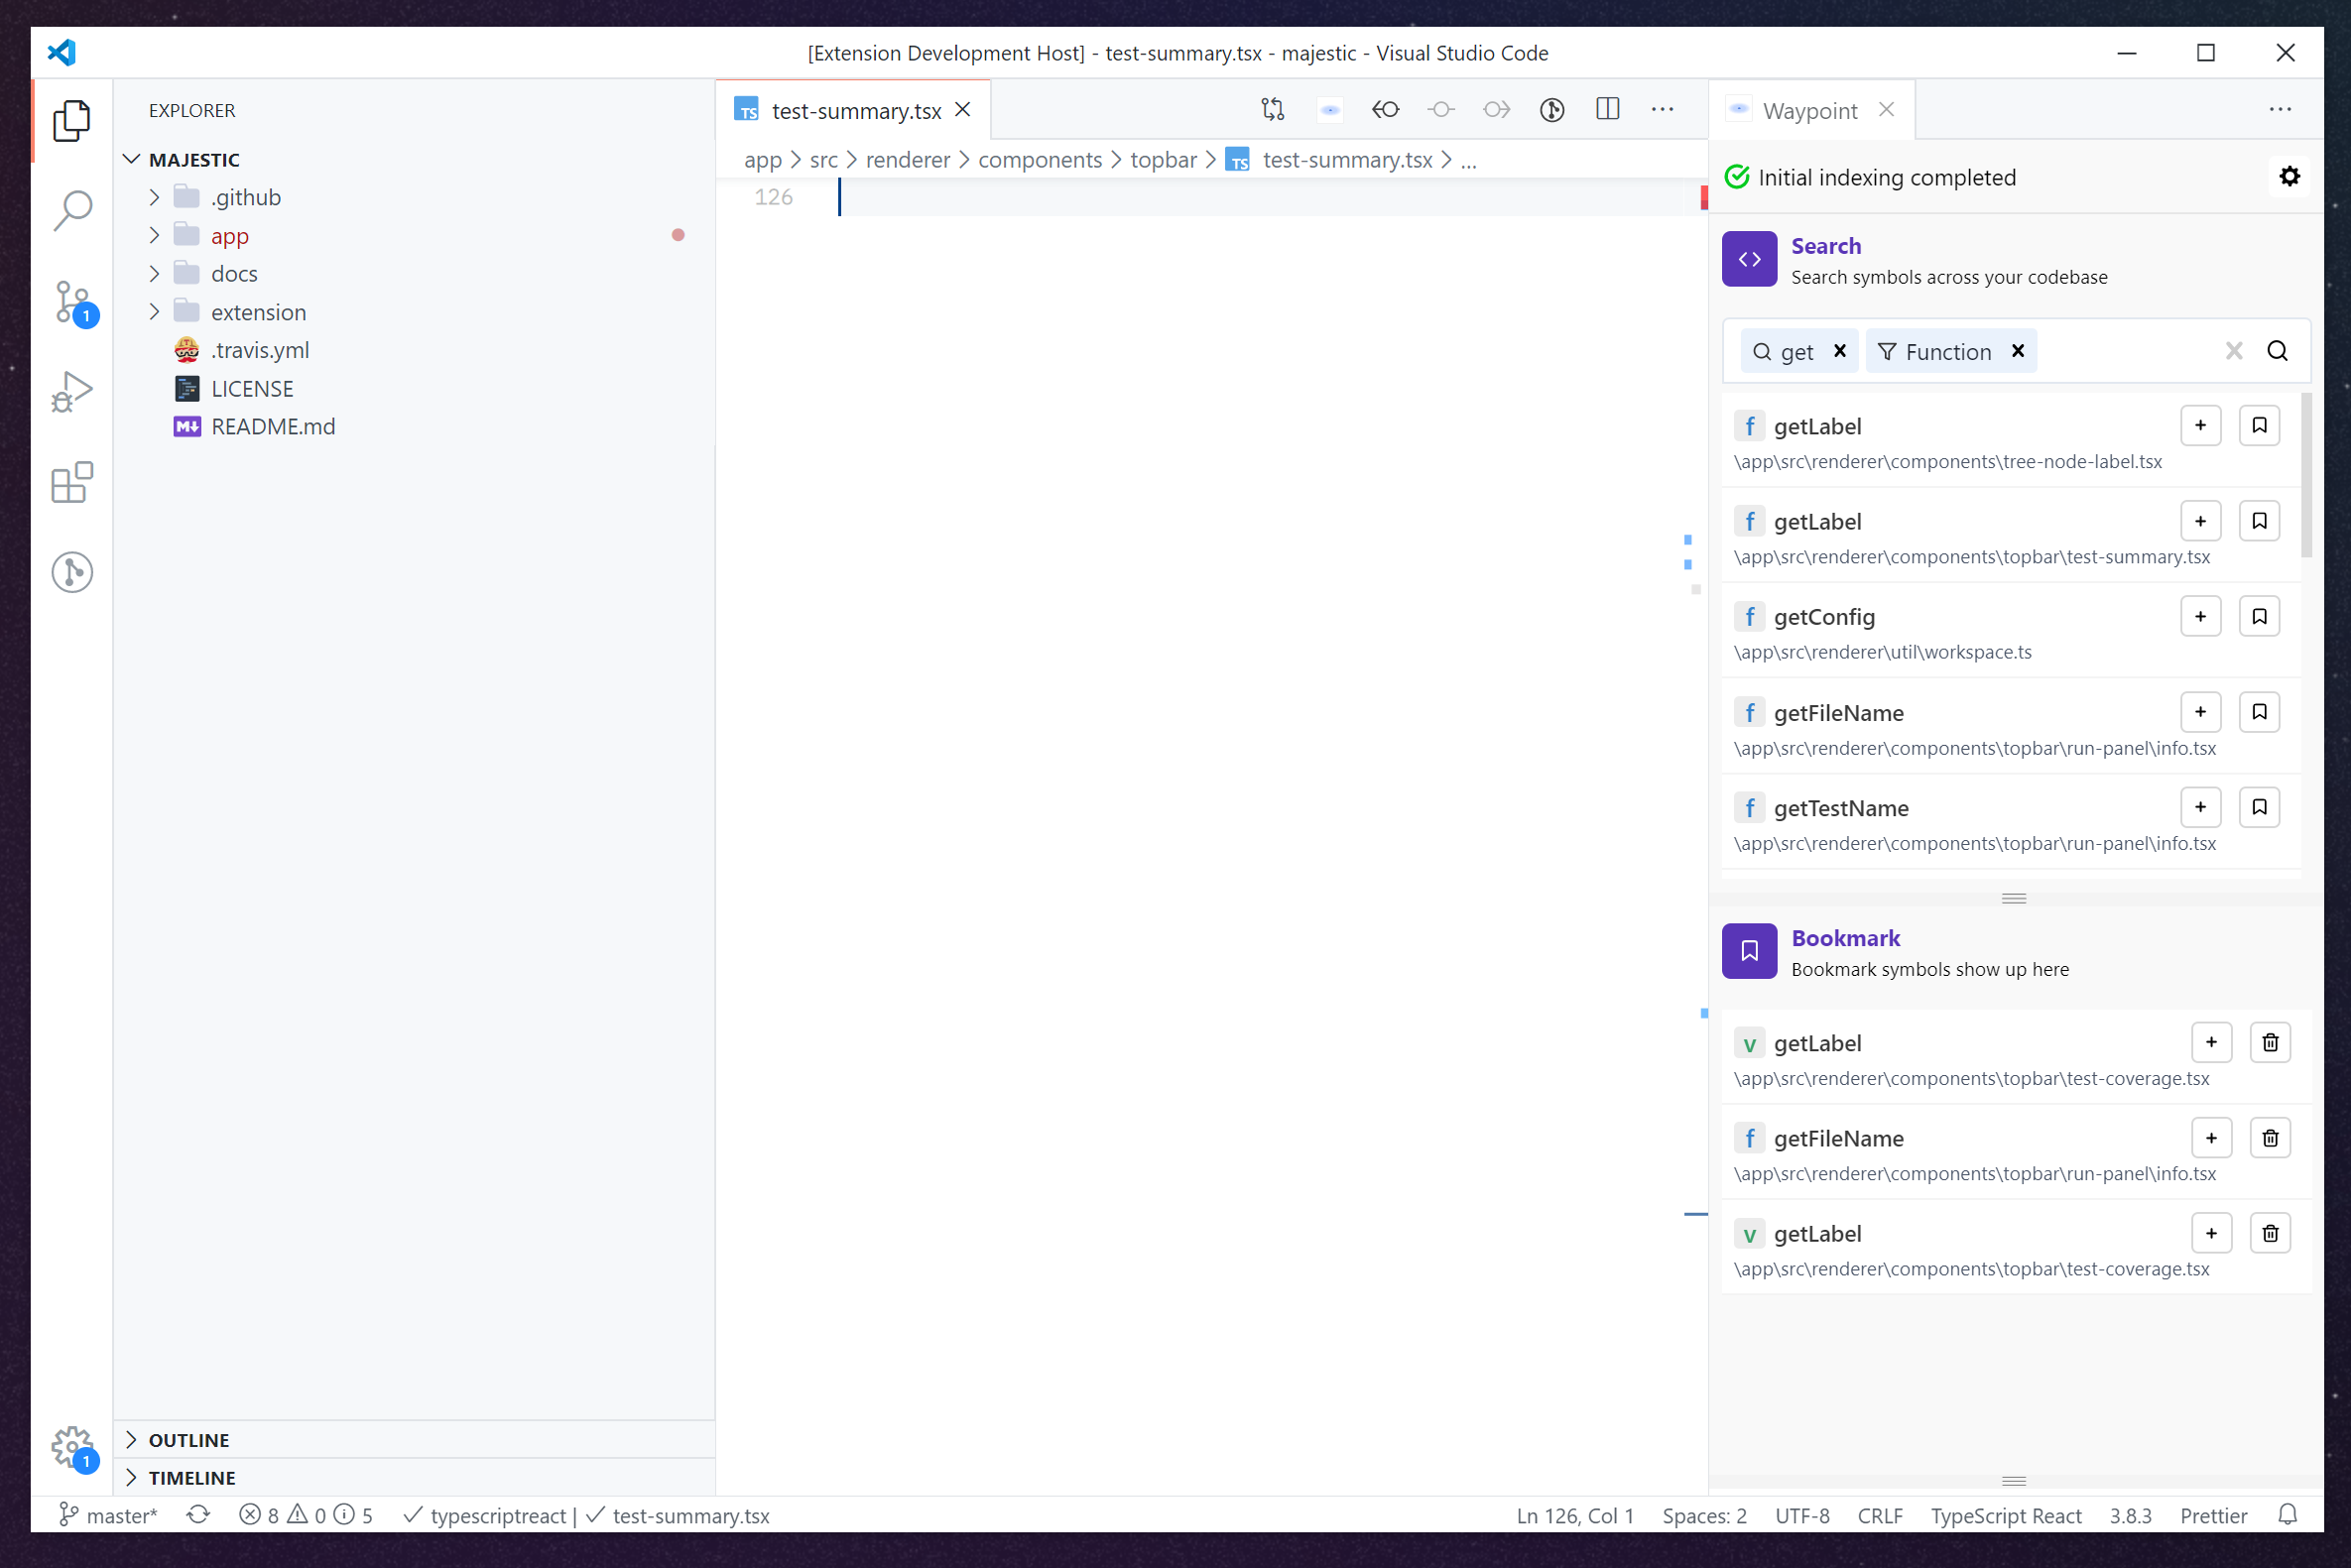 [Extension Development Host] - test-summary.tsx - majestic - Visual Studio Code
EXPLORER
MAJESTIC
.github
app
docs
extension
.travis.yml
LICENSE
README.md
OUTLINE
TIMELINE
1
1
TS test-summary.tsx
app > src > renderer > components > topbar > TS test-summary.tsx > ...
126
Waypoint
Initial indexing completed
Search
Search symbols across your codebase
get
Function
f getLabel
\app\src\renderer\components\tree-node-label.tsx
f getLabel
\app\src\renderer\components\topbar\test-summary.tsx
f getConfig
\app\src\renderer\util\workspace.ts
f getFileName
\app\src\renderer\components\topbar\run-panel\info.tsx
f getTestName
\app\src\renderer\components\topbar\run-panel\info.tsx
Bookmark
Bookmark symbols show up here
v getLabel
\app\src\renderer\components\topbar\test-coverage.tsx
f getFileName
\app\src\renderer\components\topbar\run-panel\info.tsx
v getLabel
\app\src\renderer\components\topbar\test-coverage.tsx
master* 8 0 5 typescriptreact | test-summary.tsx Ln 126, Col 1 Spaces: 2 UTF-8 CRLF TypeScript React 3.8.3 Prettier